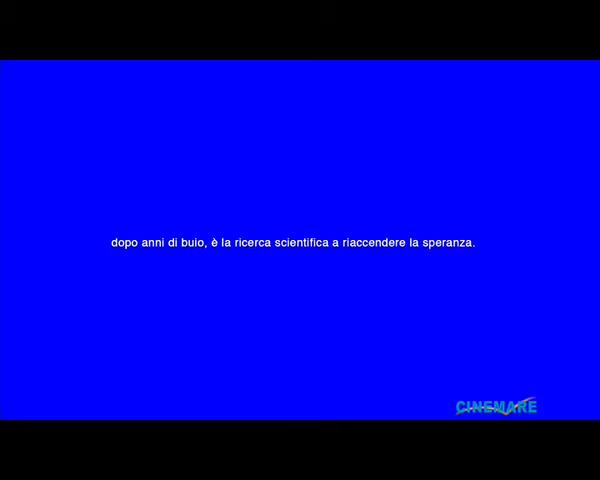 dopo anni di buio, è la ricerca scientifica a riaccendere la speranza.
CINEMARE